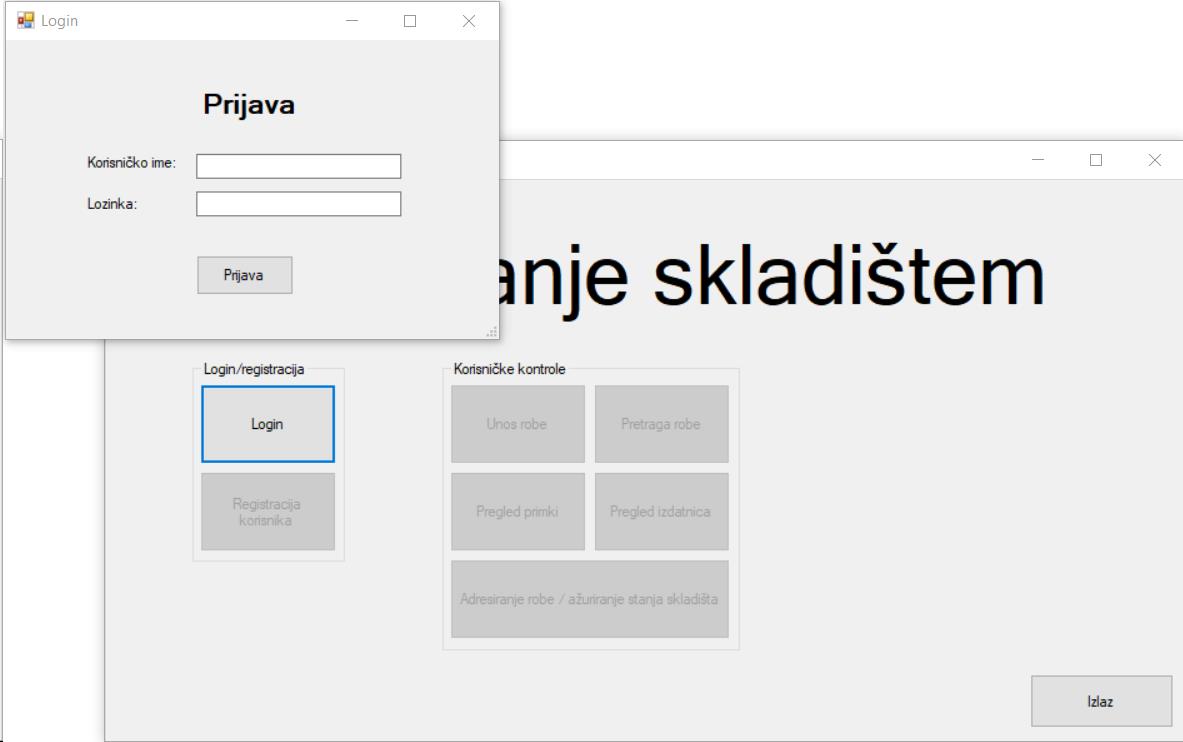 Login
Prijava
Korisničko ime:
Lozinka:
Prijava
anje skladištem
Login/registracija
Login
Registracija
korisnika
Korisničke kontrole
Unos robe
Pretraga robe
Pregled primki
Pregled izdatnica
Adresiranje robe / ažuriranje stanja skladišta
Izlaz